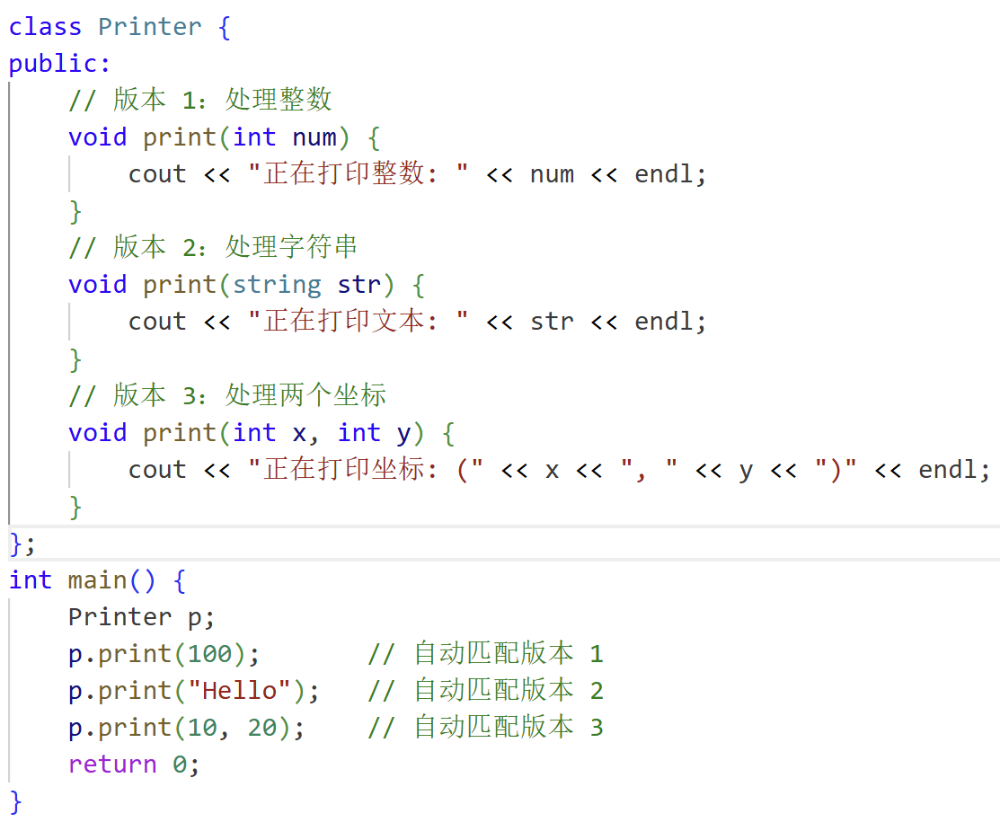 class Printer {
public:
    // 版本 1：处理整数
    void print(int num) {
        cout << "正在打印整数: " << num << endl;
    }
    // 版本 2：处理字符串
    void print(string str) {
        cout << "正在打印文本: " << str << endl;
    }
    // 版本 3：处理两个坐标
    void print(int x, int y) {
        cout << "正在打印坐标: (" << x << ", " << y << ")" << endl;
    }
};
int main() {
    Printer p;
    p.print(100);       // 自动匹配版本 1
    p.print("Hello");   // 自动匹配版本 2
    p.print(10, 20);    // 自动匹配版本 3
    return 0;
}